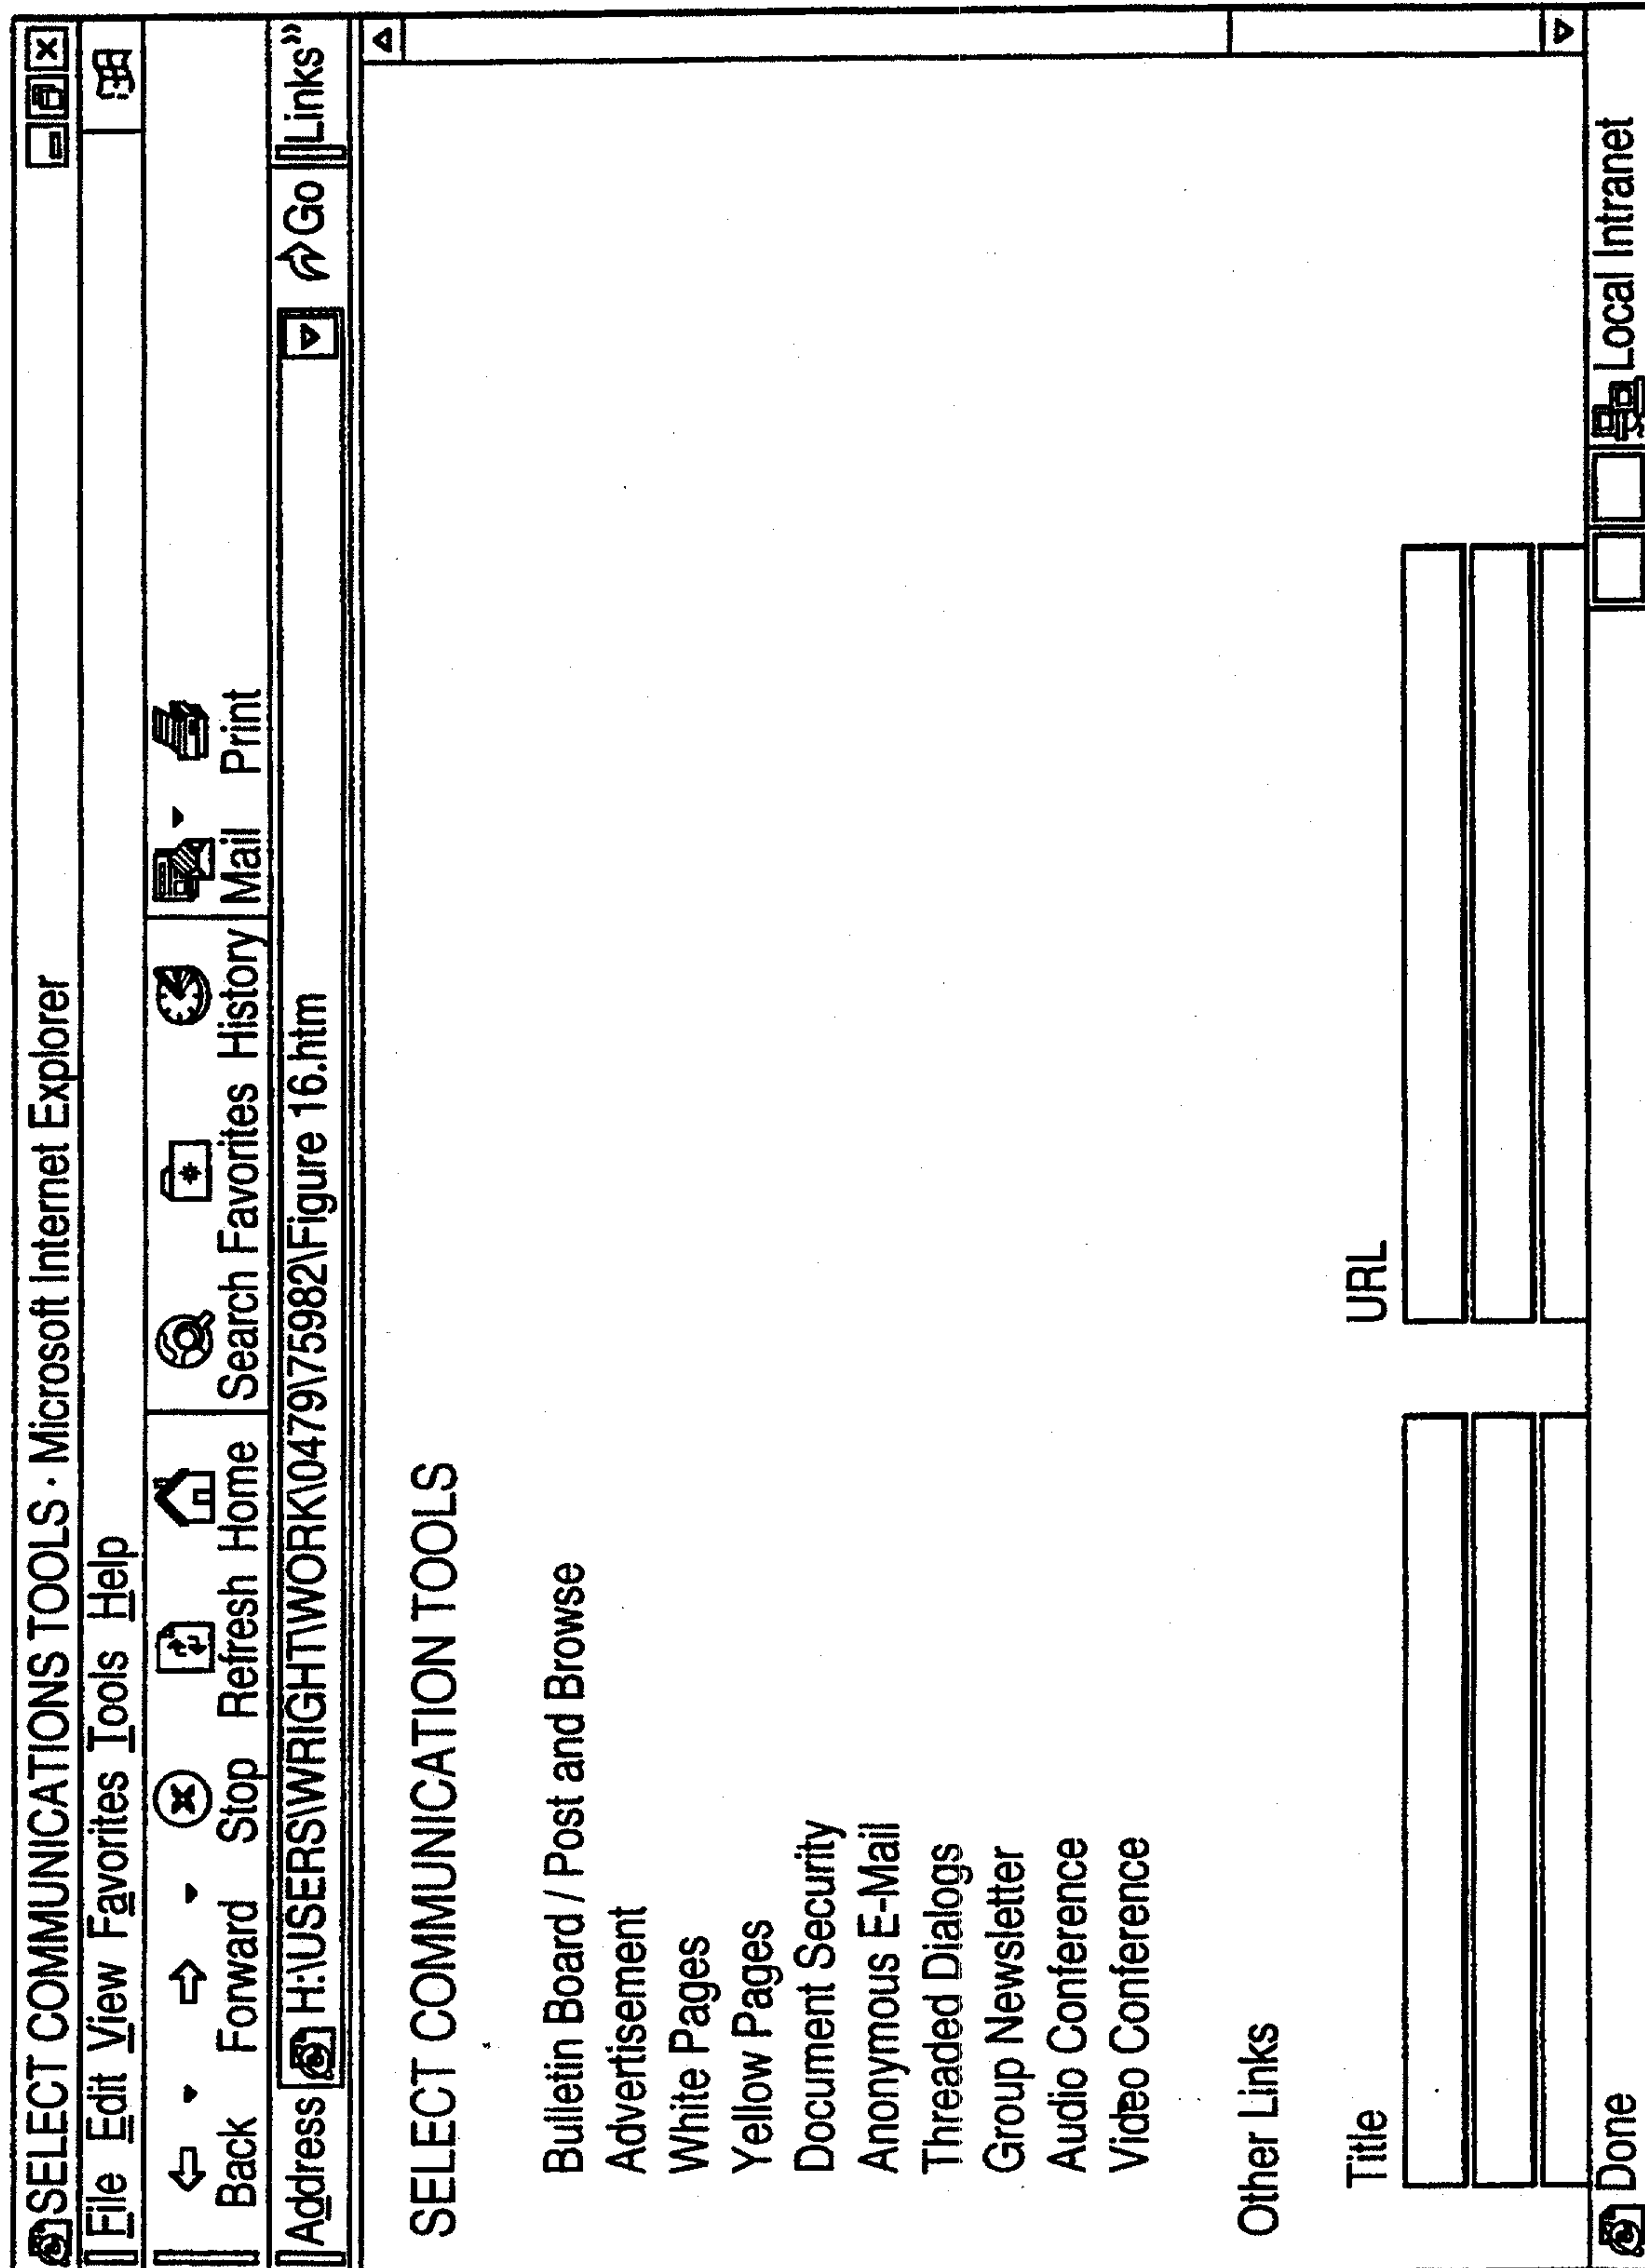 SELECT COMMUNICATIONS TOOLS · Microsoft Internet Explorer
File Edit View Favorites Tools Help
Back Forward Stop Refresh Home Search Favorites History Mail Print
Address H:\USERS\WRIGHT\WORK\0479\75982\Figure 16.htm Go Links »
SELECT COMMUNICATION TOOLS
Bulletin Board / Post and Browse
Advertisement
White Pages
Yellow Pages
Document Security
Anonymous E-Mail
Threaded Dialogs
Group Newsletter
Audio Conference
Video Conference
Other Links
Title URL
Done Local Intranet